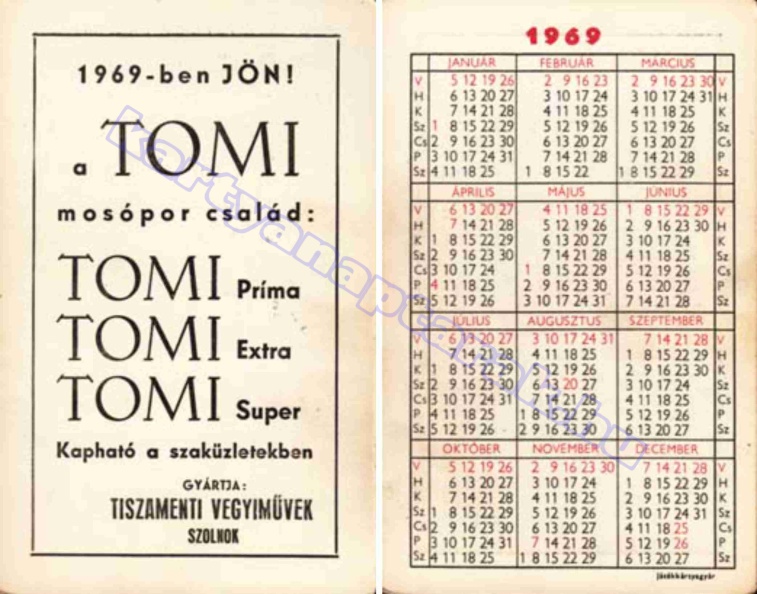 1969-ben JÖN!
a TOMI
mosópor család:
TOMI Príma
TOMI Extra
TOMI Super
Kapható a szaküzletekben
GYÁRTJA:
TISZAMENTI VEGYIMŰVEK
SZOLNOK
1969
JANUÁR FEBRUÁR MÁRCIUS
V 5 12 19 26 2 9 16 23 2 9 16 23 30 V
H 6 13 20 27 3 10 17 24 3 10 17 24 31 H
K 7 14 21 28 4 11 18 25 4 11 18 25 K
Sz 1 8 15 22 29 5 12 19 26 5 12 19 26 Sz
Cs 2 9 16 23 30 6 13 20 27 6 13 20 27 Cs
P 3 10 17 24 31 7 14 21 28 7 14 21 28 P
Sz 4 11 18 25 1 8 15 22 1 8 15 22 29 Sz
ÁPRILIS MÁJUS JÚNIUS
V 6 13 20 27 4 11 18 25 1 8 15 22 29 V
H 7 14 21 28 5 12 19 26 2 9 16 23 30 H
K 1 8 15 22 29 6 13 20 27 3 10 17 24 K
Sz 2 9 16 23 30 7 14 21 28 4 11 18 25 Sz
Cs 3 10 17 24 1 8 15 22 29 5 12 19 26 Cs
P 4 11 18 25 2 9 16 23 30 6 13 20 27 P
Sz 5 12 19 26 3 10 17 24 31 7 14 21 28 Sz
JÚLIUS AUGUSZTUS SZEPTEMBER
V 6 13 20 27 3 10 17 24 31 7 14 21 28 V
H 7 14 21 28 4 11 18 25 1 8 15 22 29 H
K 1 8 15 22 29 5 12 19 26 2 9 16 23 30 K
Sz 2 9 16 23 30 6 13 20 27 3 10 17 24 Sz
Cs 3 10 17 24 31 7 14 21 28 4 11 18 25 Cs
P 4 11 18 25 1 8 15 22 29 5 12 19 26 P
Sz 5 12 19 26 2 9 16 23 30 6 13 20 27 Sz
OKTÓBER NOVEMBER DECEMBER
V 5 12 19 26 2 9 16 23 30 7 14 21 28 V
H 6 13 20 27 3 10 17 24 1 8 15 22 29 H
K 7 14 21 28 4 11 18 25 2 9 16 23 30 K
Sz 1 8 15 22 29 5 12 19 26 3 10 17 24 31 Sz
Cs 2 9 16 23 30 6 13 20 27 4 11 18 25 Cs
P 3 10 17 24 31 7 14 21 28 5 12 19 26 P
Sz 4 11 18 25 1 8 15 22 29 6 13 20 27 Sz
játékkártyagyár